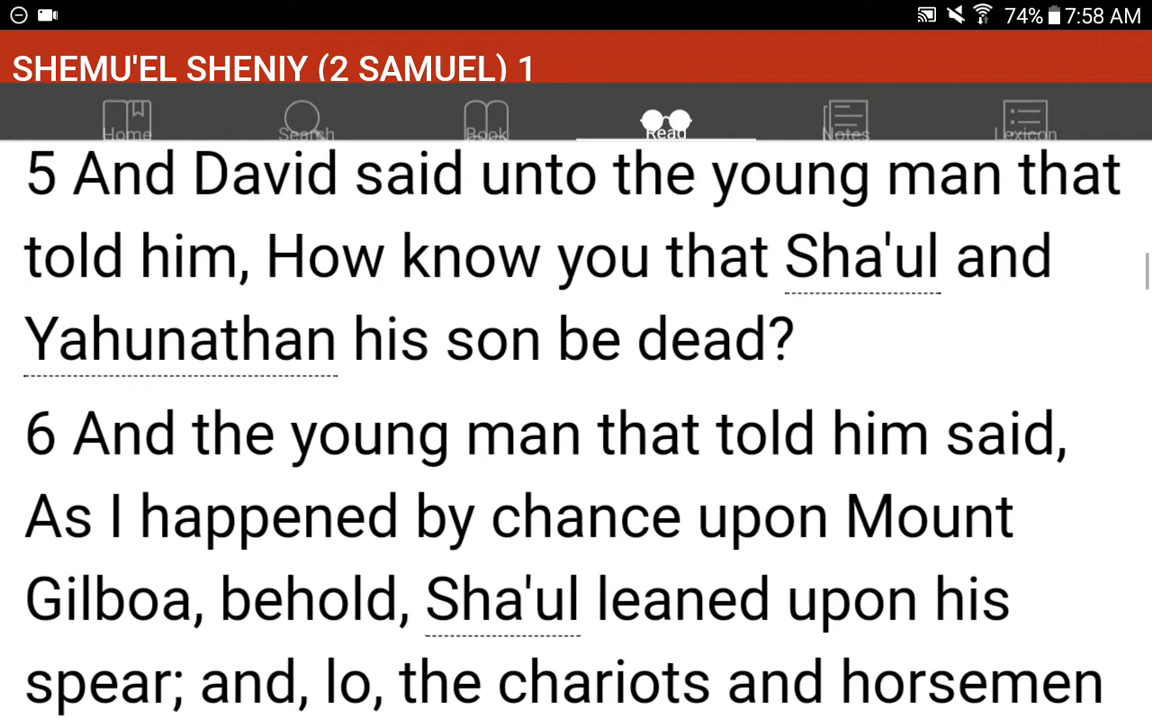 74% 7:58 AM
SHEMU'EL SHENIY (2 SAMUEL) 1
Home Search Book Read Notes Lexicon
5 And David said unto the young man that
told him, How know you that Sha'ul and
Yahunathan his son be dead?
6 And the young man that told him said,
As I happened by chance upon Mount
Gilboa, behold, Sha'ul leaned upon his
spear; and, lo, the chariots and horsemen